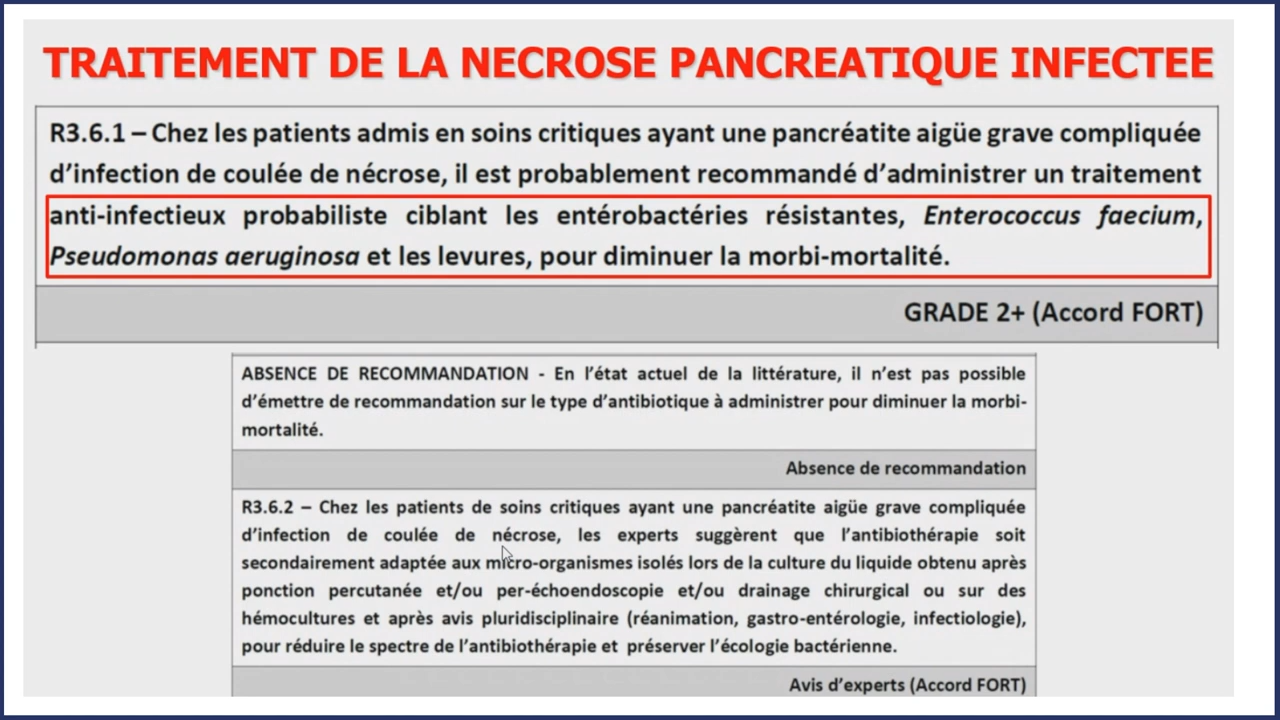 TRAITEMENT DE LA NECROSE PANCREATIQUE INFECTEE
R3.6.1 – Chez les patients admis en soins critiques ayant une pancréatite aigüe grave compliquée
d’infection de coulée de nécrose, il est probablement recommandé d’administrer un traitement
anti-infectieux probabiliste ciblant les entérobactéries résistantes, Enterococcus faecium,
Pseudomonas aeruginosa et les levures, pour diminuer la morbi-mortalité.
GRADE 2+ (Accord FORT)
ABSENCE DE RECOMMANDATION - En l’état actuel de la littérature, il n’est pas possible
d’émettre de recommandation sur le type d’antibiotique à administrer pour diminuer la morbi-
mortalité.
Absence de recommandation
R3.6.2 – Chez les patients de soins critiques ayant une pancréatite aigüe grave compliquée
d’infection de coulée de nécrose, les experts suggèrent que l’antibiothérapie soit
secondairement adaptée aux micro-organismes isolés lors de la culture du liquide obtenu après
ponction percutanée et/ou per-échoendoscopie et/ou drainage chirurgical ou sur des
hémocultures et après avis pluridisciplinaire (réanimation, gastro-entérologie, infectiologie),
pour réduire le spectre de l’antibiothérapie et préserver l’écologie bactérienne.
Avis d’experts (Accord FORT)